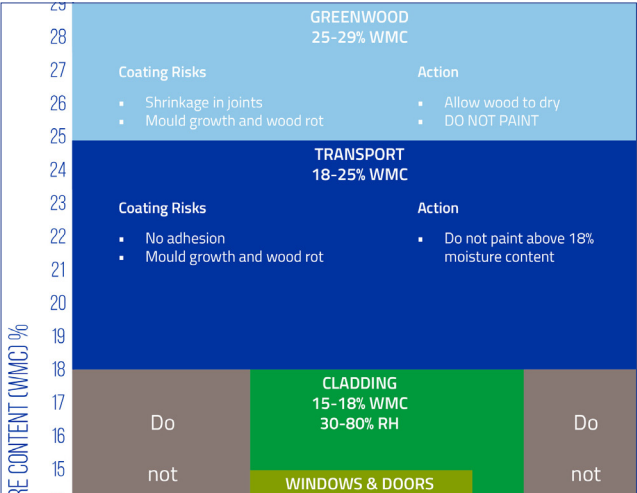 29
GREENWOOD
25-29% WMC
28
27
Coating Risks
Action
26
▪ Shrinkage in joints
▪ Mould growth and wood rot
▪ Allow wood to dry
▪ DO NOT PAINT
25
TRANSPORT
18-25% WMC
24
23
Coating Risks
Action
22
▪ No adhesion
▪ Mould growth and wood rot
▪ Do not paint above 18%
moisture content
21
20
19
18
CLADDING
15-18% WMC
30-80% RH
17
16
15
Do
not
Do
not
WINDOWS & DOORS
RE CONTENT (WMC) %